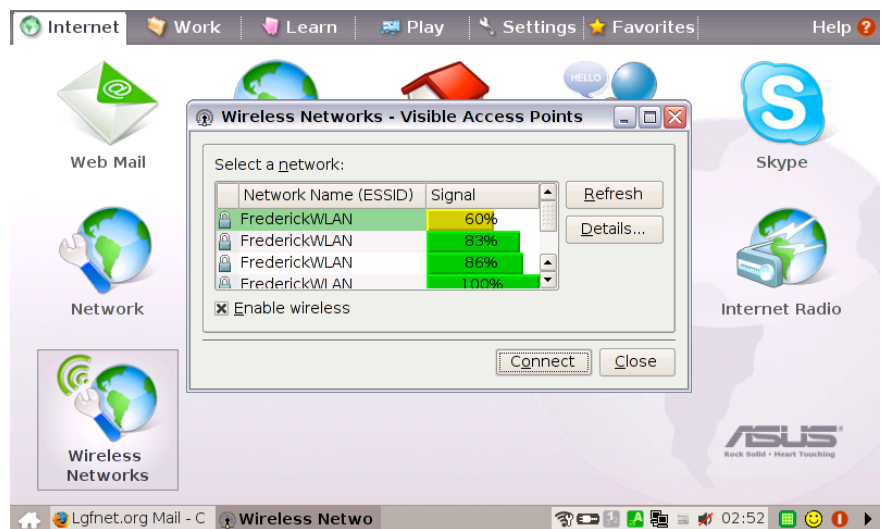 Internet Work Learn Play Settings Favorites Help ?
HELLO
Wireless Networks - Visible Access Points
Web Mail
Skype
Select a network:
Network Name (ESSID) Signal
Refresh
FrederickWLAN 60%
Details...
FrederickWLAN 83%
FrederickWLAN 86%
FrederickWLAN 100%
Enable wireless
Network
Internet Radio
Connect Close
Wireless
Networks
ASUS
Rock Solid • Heart Touching
Lgfnet.org Mail - C Wireless Netwo 1 A 02:52